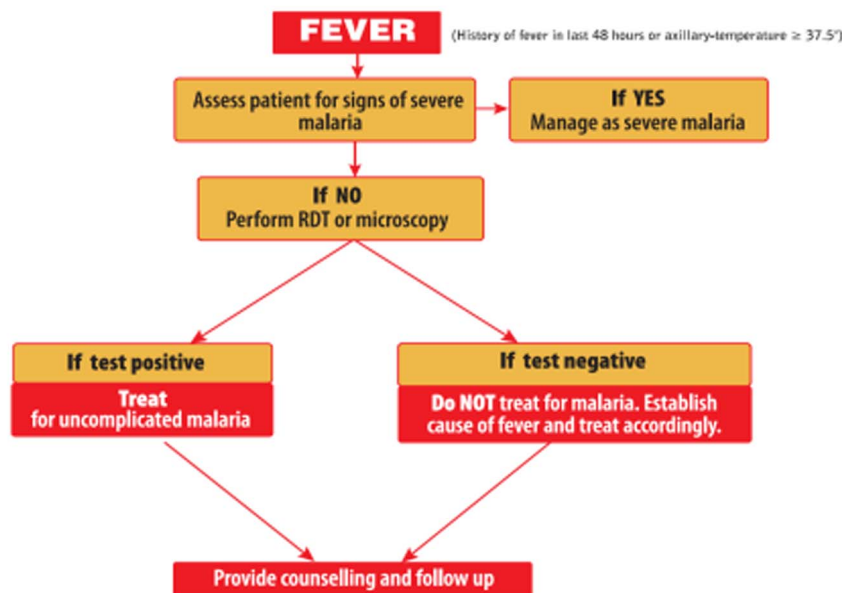 FEVER
(History of fever in last 48 hours or axillary-temperature ≥ 37.5°)
Assess patient for signs of severe
malaria
If YES
Manage as severe malaria
If NO
Perform RDT or microscopy
If test positive
Treat
for uncomplicated malaria
If test negative
Do NOT treat for malaria. Establish
cause of fever and treat accordingly.
Provide counselling and follow up